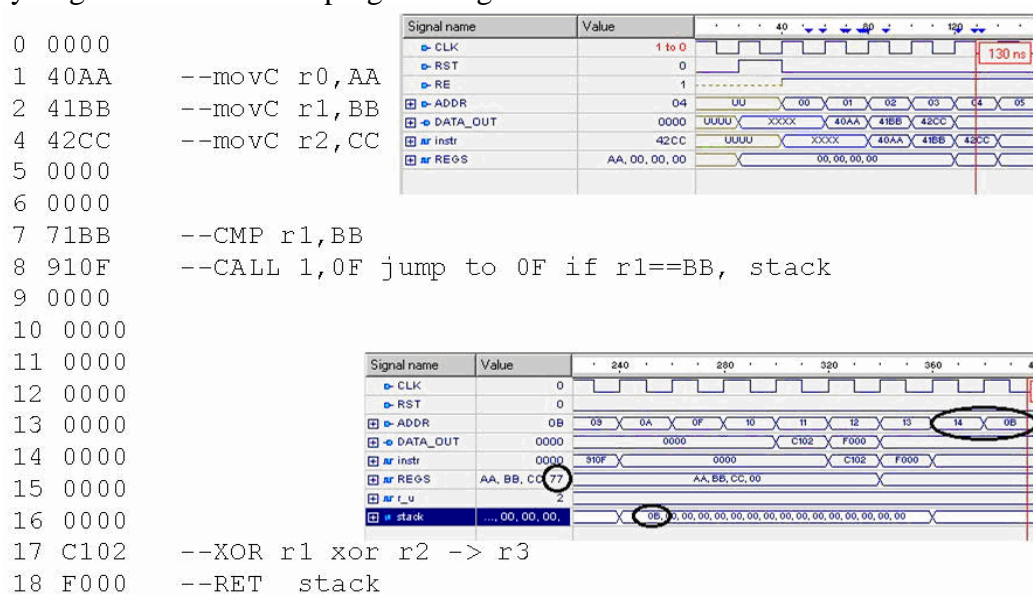 0 0000
1 40AA --movC r0,AA
2 41BB --movC r1,BB
4 42CC --movC r2,CC
5 0000
6 0000
7 71BB --CMP r1,BB
8 910F --CALL 1,0F jump to 0F if r1==BB, stack
9 0000
10 0000
11 0000
12 0000
13 0000
14 0000
15 0000
16 0000
17 C102 --XOR r1 xor r2 -> r3
18 F000 --RET stack
Signal name Value 40 80 120
CLK 1 to 0 130 ns
RST 0
RE 1
ADDR 04 UU 00 01 02 03 04 05
DATA_OUT 0000 UUUU XXXX 40AA 41BB 42CC
instr 42CC UUUU XXXX 40AA 41BB 42CC
REGS AA, 00, 00, 00 00, 00, 00, 00
Signal name Value 240 280 320 360
CLK 0
RST 0
ADDR 0B 09 0A 0F 10 11 12 13 14 0B
DATA_OUT 0000 0000 C102 F000
instr 0000 910F 0000 C102 F000
REGS AA, BB, CC, 77 AA, BB, CC, 00
r_u 2
stack ..., 00, 00, 00, 0B, 00, 00, 00, 00, 00, 00, 00, 00, 00, 00, 00, 00, 00, 00, 00